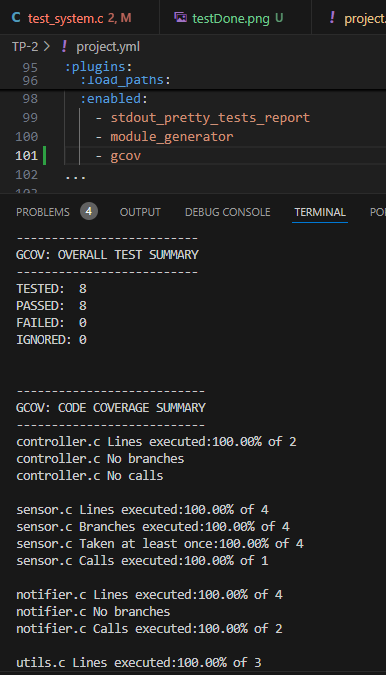 C test_system.c 2, M testDone.png U ! project.
TP-2 > ! project.yml
95 :plugins:
96 :load_paths:
98 :enabled:
99 - stdout_pretty_tests_report
100 - module_generator
101 - gcov
102 ...
PROBLEMS 4 OUTPUT DEBUG CONSOLE TERMINAL PO
--------------------------
GCOV: OVERALL TEST SUMMARY
--------------------------
TESTED: 8
PASSED: 8
FAILED: 0
IGNORED: 0
---------------------------
GCOV: CODE COVERAGE SUMMARY
---------------------------
controller.c Lines executed:100.00% of 2
controller.c No branches
controller.c No calls
sensor.c Lines executed:100.00% of 4
sensor.c Branches executed:100.00% of 4
sensor.c Taken at least once:100.00% of 4
sensor.c Calls executed:100.00% of 1
notifier.c Lines executed:100.00% of 4
notifier.c No branches
notifier.c Calls executed:100.00% of 2
utils.c Lines executed:100.00% of 3